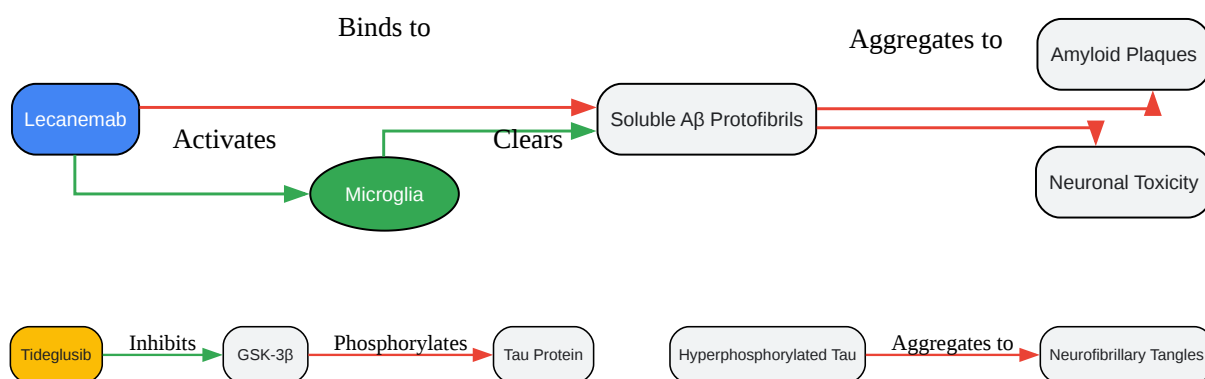 Binds to
Aggregates to
Amyloid Plaques
Lecanemab
Soluble Aβ Protofibrils
Activates
Clears
Microglia
Neuronal Toxicity
Tideglusib
Inhibits
GSK-3β
Phosphorylates
Tau Protein
Hyperphosphorylated Tau
Aggregates to
Neurofibrillary Tangles